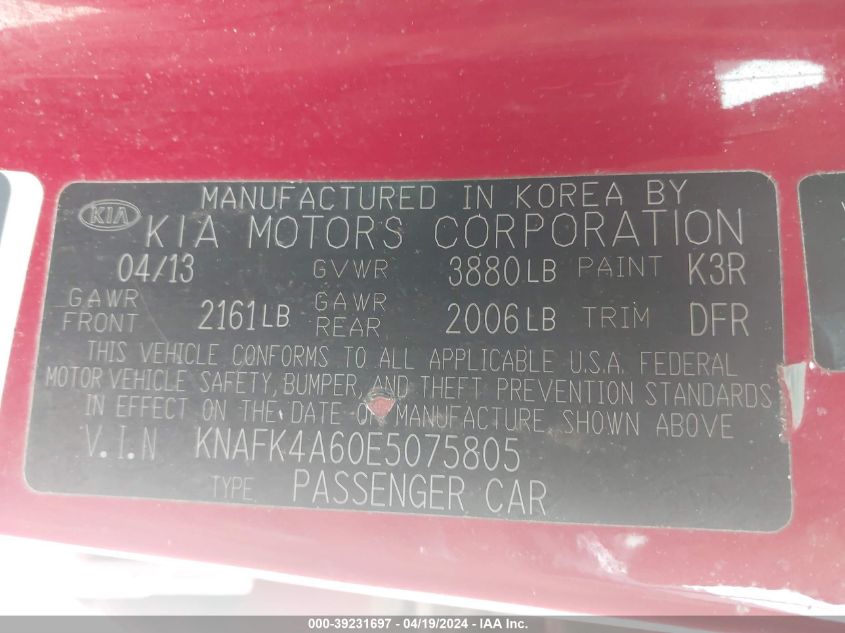 MANUFACTURED IN KOREA BY
KIA KIA MOTORS CORPORATION
04/13 GVWR 3880LB PAINT K3R
GAWR FRONT 2161LB GAWR REAR 2006LB TRIM DFR
THIS VEHICLE CONFORMS TO ALL APPLICABLE U.S.A. FEDERAL
MOTOR VEHICLE SAFETY, BUMPER, AND THEFT PREVENTION STANDARDS
IN EFFECT ON THE DATE OF MANUFACTURE SHOWN ABOVE
V.I.N KNAFK4A60E5075805
TYPE PASSENGER CAR
000-39231697 - 04/19/2024 - IAA Inc.